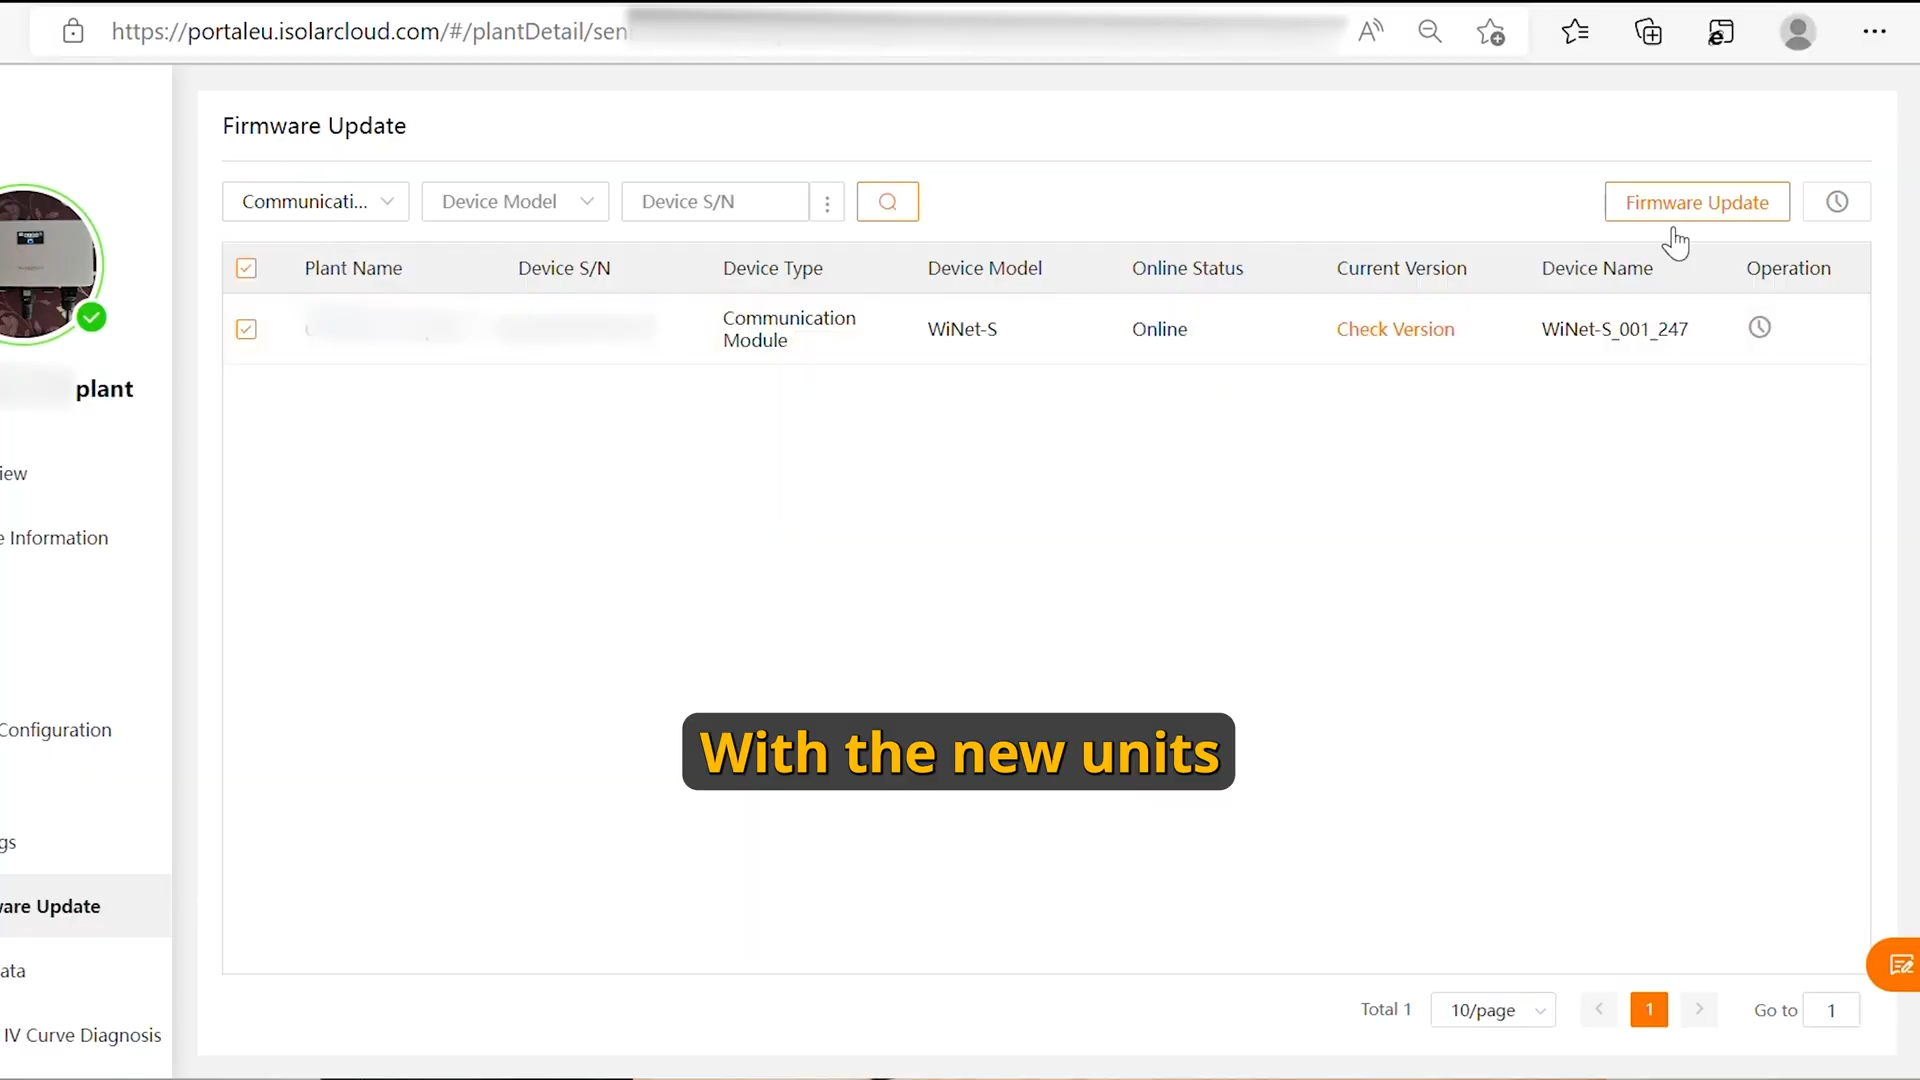 https://portaleu.isolarcloud.com/#/plantDetail/sen
Firmware Update
Communicati...
Device Model
Device S/N
Firmware Update
Plant Name
Device S/N
Device Type
Device Model
Online Status
Current Version
Device Name
Operation
Communication
Module
WiNet-S
Online
Check Version
WiNet-S_001_247
plant
iew
e Information
Configuration
gs
ware Update
ata
IV Curve Diagnosis
With the new units
Total 1
10/page
1
Go to
1